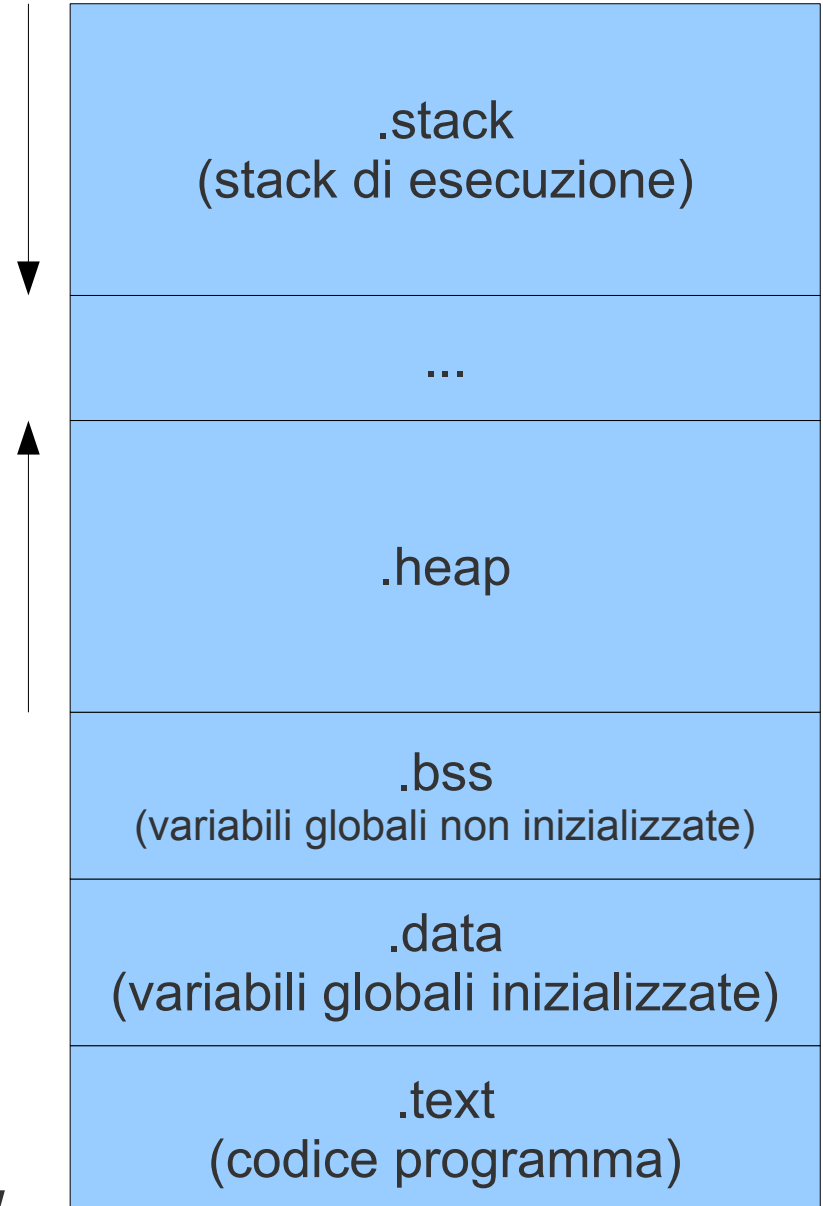 .stack
(stack di esecuzione)
...
.heap
.bss
(variabili globali non inizializzate)
.data
(variabili globali inizializzate)
.text
(codice programma)